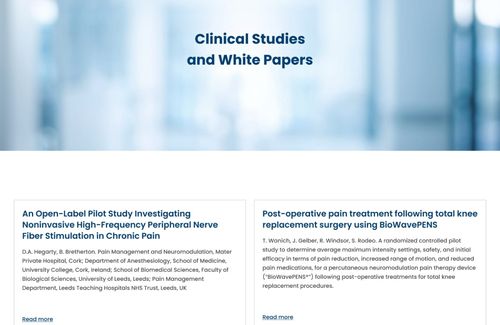 Clinical Studies
and White Papers
An Open-Label Pilot Study Investigating
Noninvasive High-Frequency Peripheral Nerve
Fiber Stimulation in Chronic Pain
D.A. Hegarty, B. Bretherton. Pain Management and Neuromodulation, Mater
Private Hospital, Cork; Department of Anesthesiology, School of Medicine,
University College, Cork, Ireland; School of Biomedical Sciences, Faculty of
Biological Sciences, University of Leeds, Leeds; Pain Management
Department, Leeds Teaching Hospitals NHS Trust, Leeds, UK
Read more
Post-operative pain treatment following total knee
replacement surgery using BioWavePENS
T. Wanich, J. Gelber, R. Windsor, S. Rodeo. A randomized controlled pilot
study to determine average maximum intensity settings, safety, and initial
efficacy in terms of pain reduction, increased range of motion, and reduced
pain medications, for a percutaneous neuromodulation pain therapy device
("BioWavePENS®") following post-operative treatments for total knee
replacement procedures.
Read more